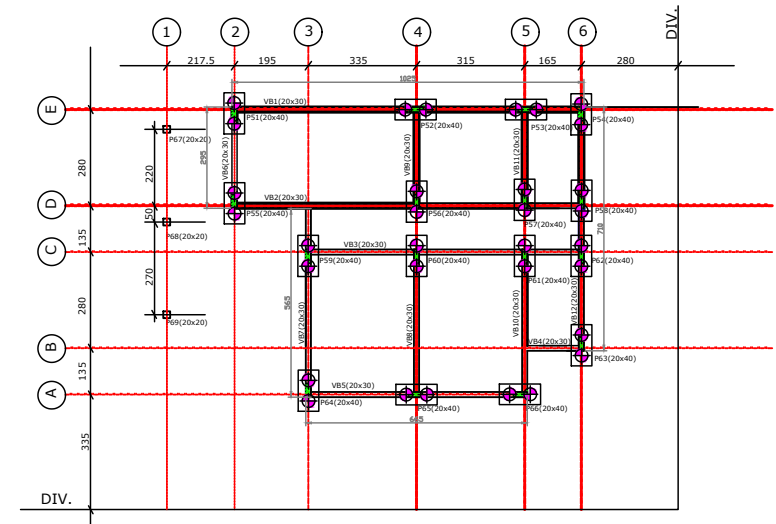 DIV.
1 2 3 4 5 6
217.5 195 335 315 165 280
1025
E
VB1(20x30)
P51(20x40) P52(20x40) P53(20x40) P54(20x40)
P67(20x20)
280 220 295 VB6(20x30) VB9(20x30) VB11(20x30)
D
VB2(20x30)
P55(20x40) P56(20x40) P57(20x40) P58(20x40)
50
P68(20x20)
135
C
VB3(20x30)
P59(20x40) P60(20x40) P61(20x40) P62(20x40)
710
280 270 565 VB7(20x30) VB8(20x30) VB10(20x30) VB12(20x30)
P69(20x20)
B
VB4(20x30)
P63(20x40)
135
A
VB5(20x30)
P64(20x40) P65(20x40) P66(20x40)
335
DIV.